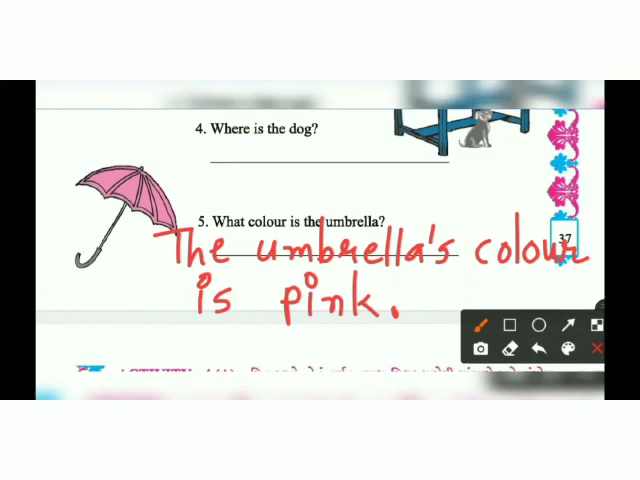 4. Where is the dog?
5. What colour is the umbrella?
37
The umbrella's colour
is pink.